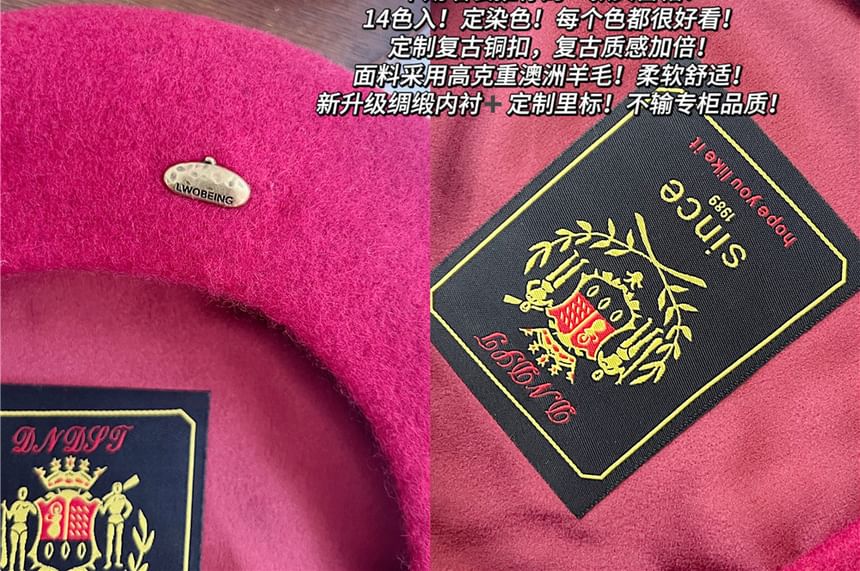 14色入！定染色！每个色都很好看！
定制复古铜扣，复古质感加倍！
面料采用高克重澳洲羊毛！柔软舒适！
新升级绸缎内衬➕定制里标！不输专柜品质！
LWOBEING
DNDST
hope you like it
since
1989
DNDST